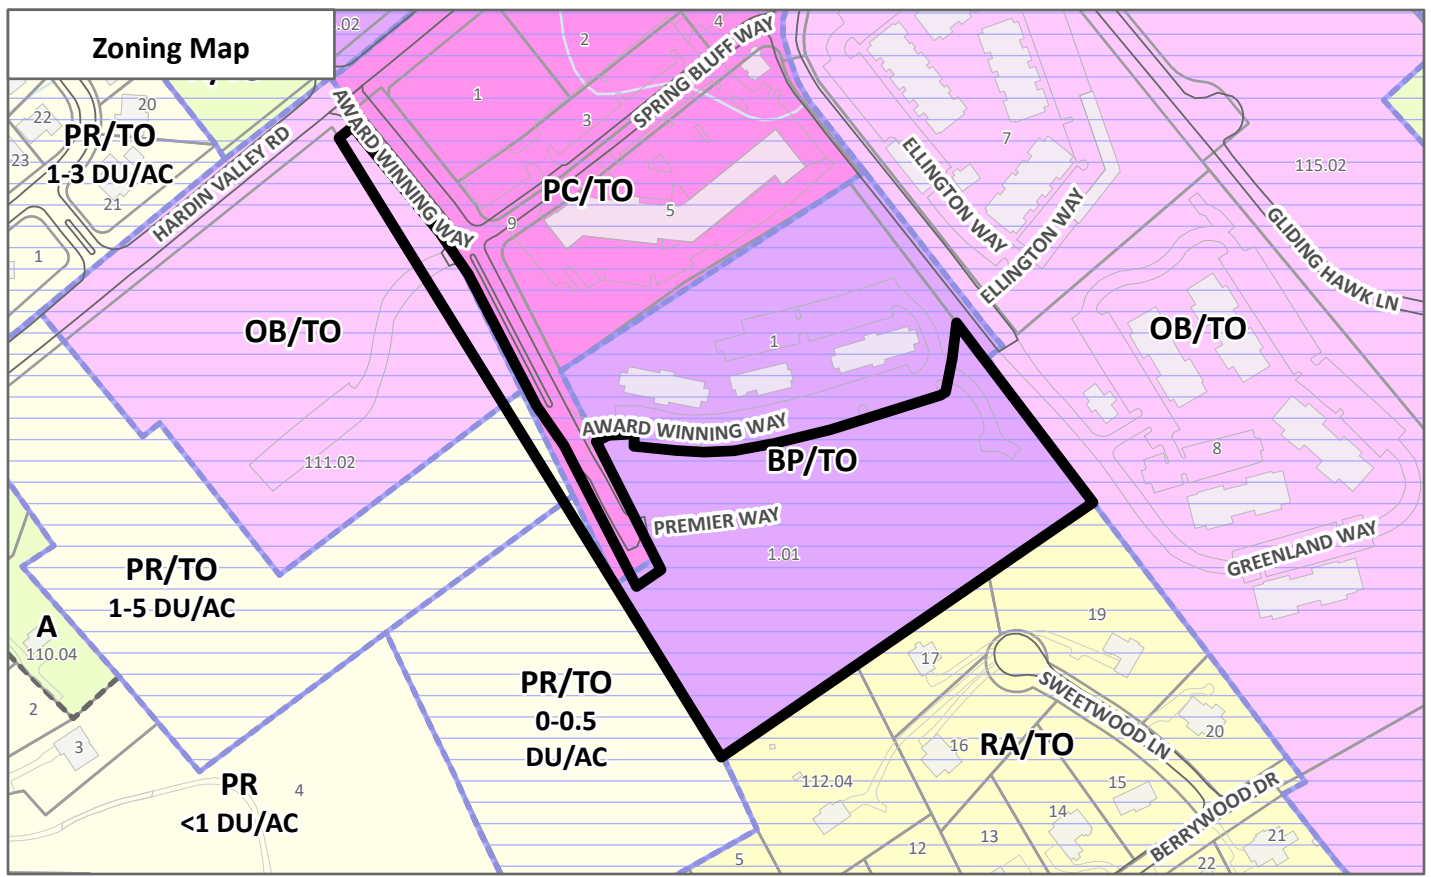 Zoning Map
.02
4
2
1
3
20
22
PR/TO
1-3 DU/AC
23
21
1
HARDIN VALLEY RD
AWARD WINNING WAY
SPRING BLUFF WAY
PC/TO
5
9
7
115.02
ELLINGTON WAY
ELLINGTON WAY
GLIDING HAWK LN
OB/TO
OB/TO
1
AWARD WINNING WAY
BP/TO
111.02
8
PREMIER WAY
1.01
GREENLAND WAY
PR/TO
1-5 DU/AC
A
110.04
19
17
2
3
PR/TO
0-0.5
DU/AC
SWEETWOOD LN
20
16
RA/TO
PR
<1 DU/AC
4
112.04
15
14
13
12
BERRYWOOD DR
21
22
5